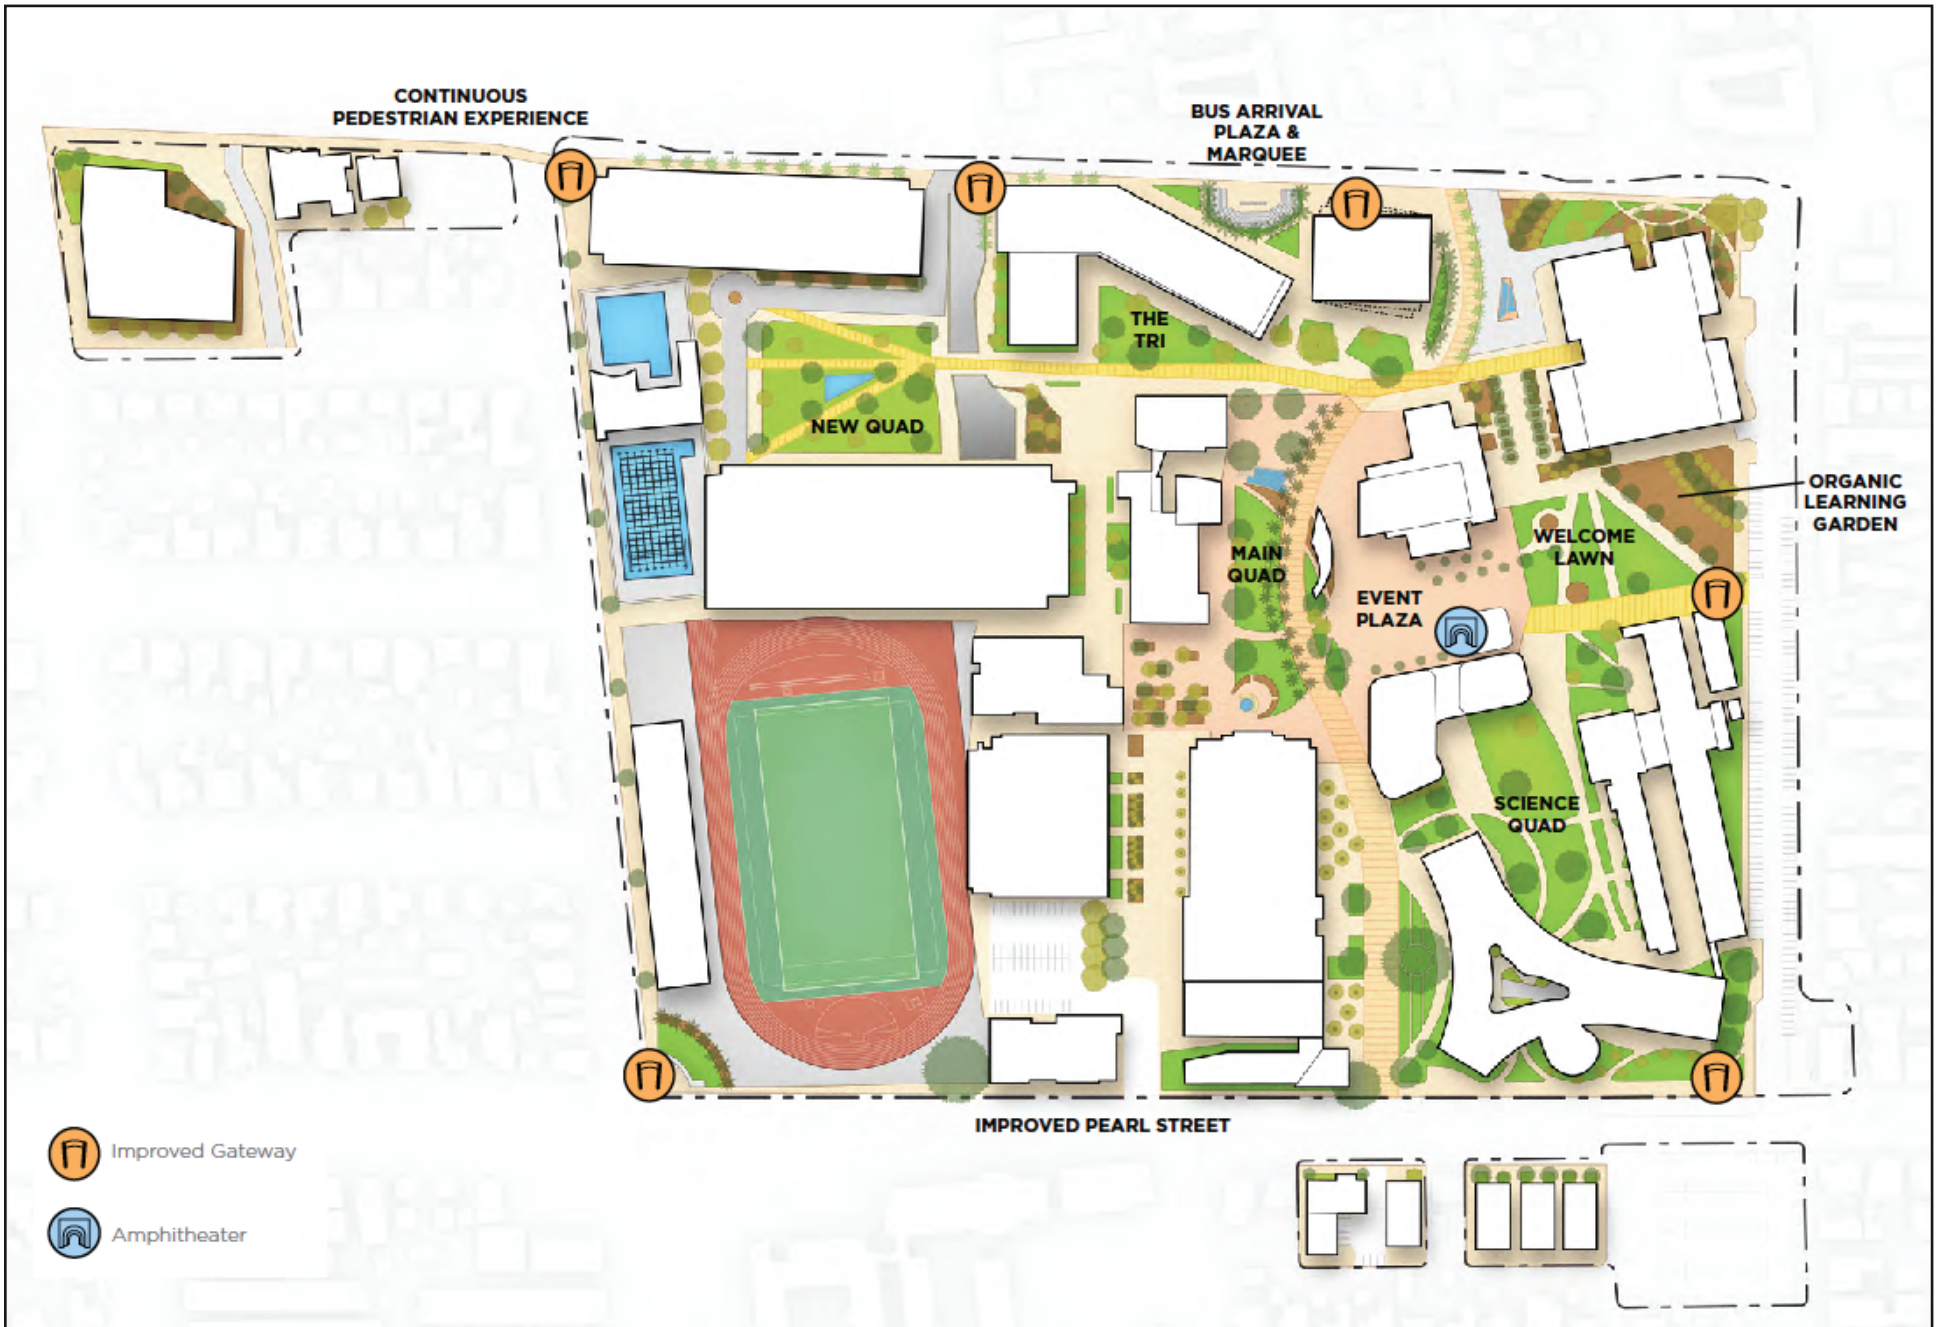 CONTINUOUS
PEDESTRIAN EXPERIENCE
BUS ARRIVAL
PLAZA &
MARQUEE
THE
TRI
NEW QUAD
ORGANIC
LEARNING
GARDEN
WELCOME
LAWN
MAIN
QUAD
EVENT
PLAZA
SCIENCE
QUAD
IMPROVED PEARL STREET
Improved Gateway
Amphitheater